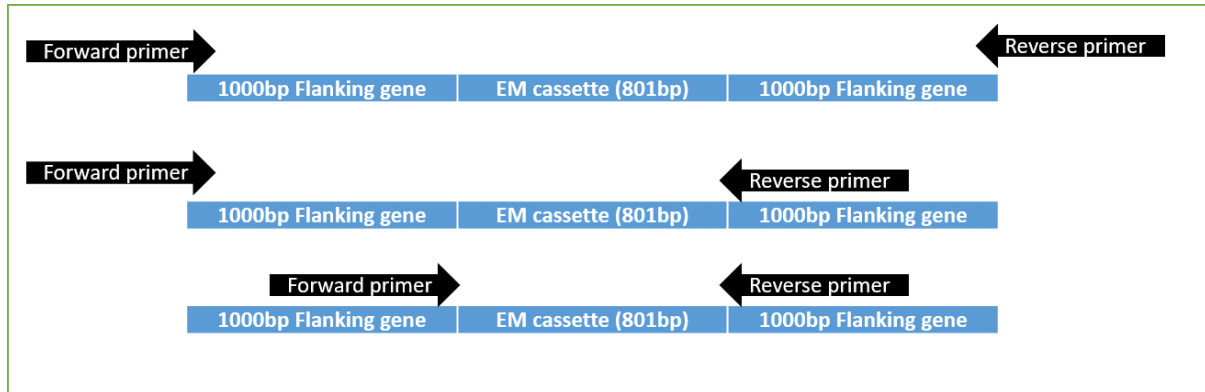 Forward primer
Reverse primer
1000bp Flanking gene EM cassette (801bp) 1000bp Flanking gene
Forward primer
Reverse primer
1000bp Flanking gene EM cassette (801bp) 1000bp Flanking gene
Forward primer Reverse primer
1000bp Flanking gene EM cassette (801bp) 1000bp Flanking gene